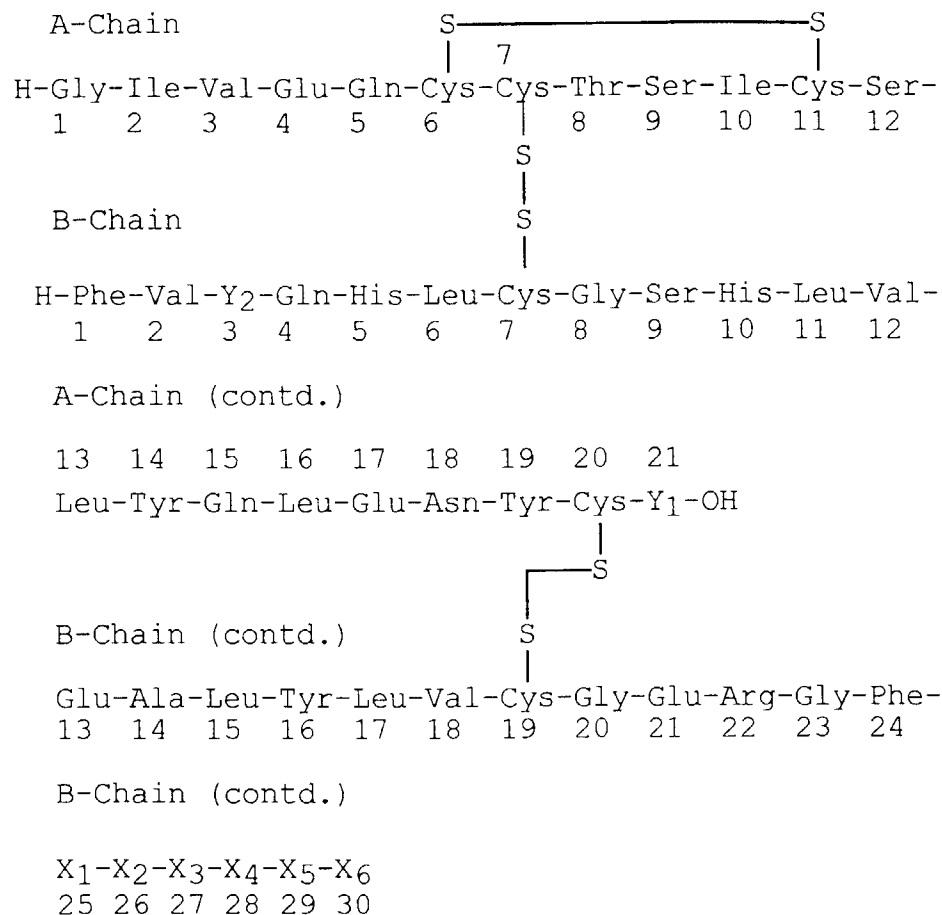 A-Chain
S S
7
H-Gly-Ile-Val-Glu-Gln-Cys-Cys-Thr-Ser-Ile-Cys-Ser-
1 2 3 4 5 6 8 9 10 11 12
S
S
B-Chain
H-Phe-Val-Y2-Gln-His-Leu-Cys-Gly-Ser-His-Leu-Val-
1 2 3 4 5 6 7 8 9 10 11 12
A-Chain (contd.)
13 14 15 16 17 18 19 20 21
Leu-Tyr-Gln-Leu-Glu-Asn-Tyr-Cys-Y1-OH
S
S
B-Chain (contd.)
Glu-Ala-Leu-Tyr-Leu-Val-Cys-Gly-Glu-Arg-Gly-Phe-
13 14 15 16 17 18 19 20 21 22 23 24
B-Chain (contd.)
X1-X2-X3-X4-X5-X6
25 26 27 28 29 30